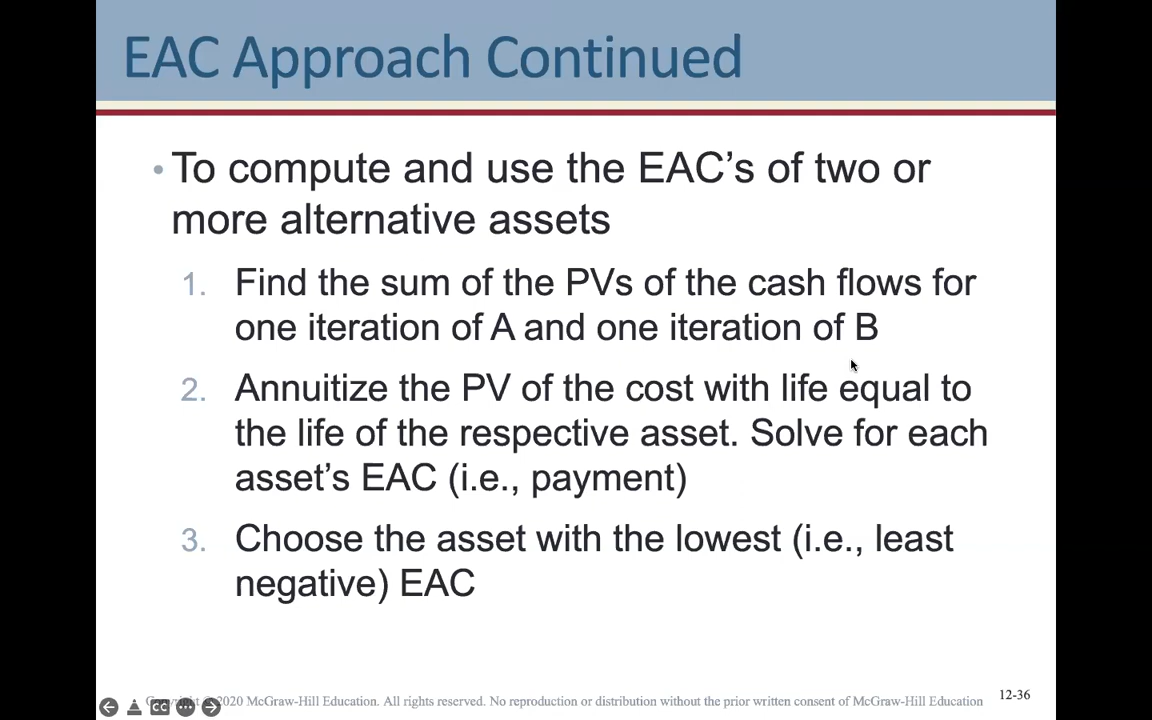 EAC Approach Continued
• To compute and use the EAC's of two or
more alternative assets
1. Find the sum of the PVs of the cash flows for
one iteration of A and one iteration of B
2. Annuitize the PV of the cost with life equal to
the life of the respective asset. Solve for each
asset's EAC (i.e., payment)
3. Choose the asset with the lowest (i.e., least
negative) EAC
Copyright ©2020 McGraw-Hill Education. All rights reserved. No reproduction or distribution without the prior written consent of McGraw-Hill Education
12-36
CC